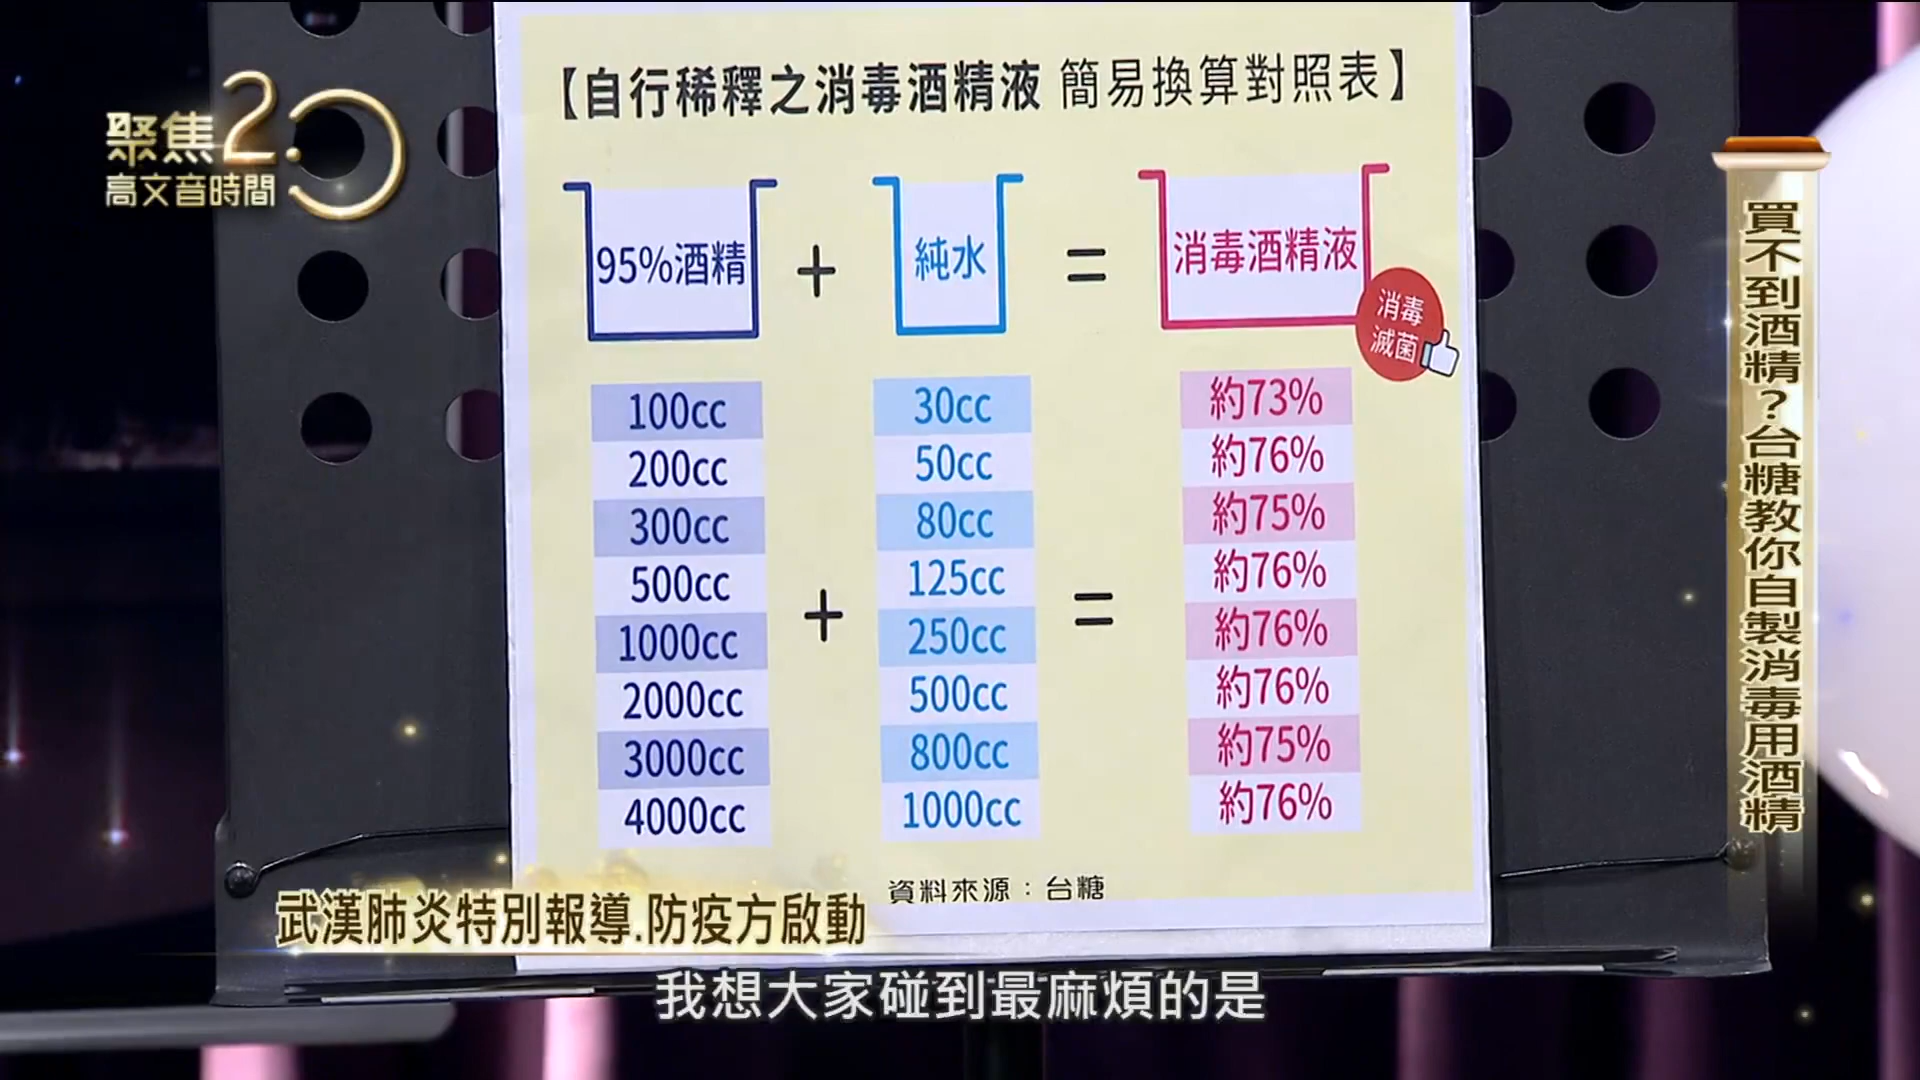 【自行稀釋之消毒酒精液 簡易換算對照表】
聚焦2.0
高文音時間
95%酒精 + 純水 = 消毒酒精液
消毒
滅菌
100cc 30cc 約73%
200cc 50cc 約76%
300cc 80cc 約75%
500cc 125cc 約76%
1000cc + 250cc = 約76%
2000cc 500cc 約76%
3000cc 800cc 約75%
4000cc 1000cc 約76%
資料來源：台糖
買不到酒精？台糖教你自製消毒用酒精
武漢肺炎特別報導.防疫方啟動
我想大家碰到最麻煩的是